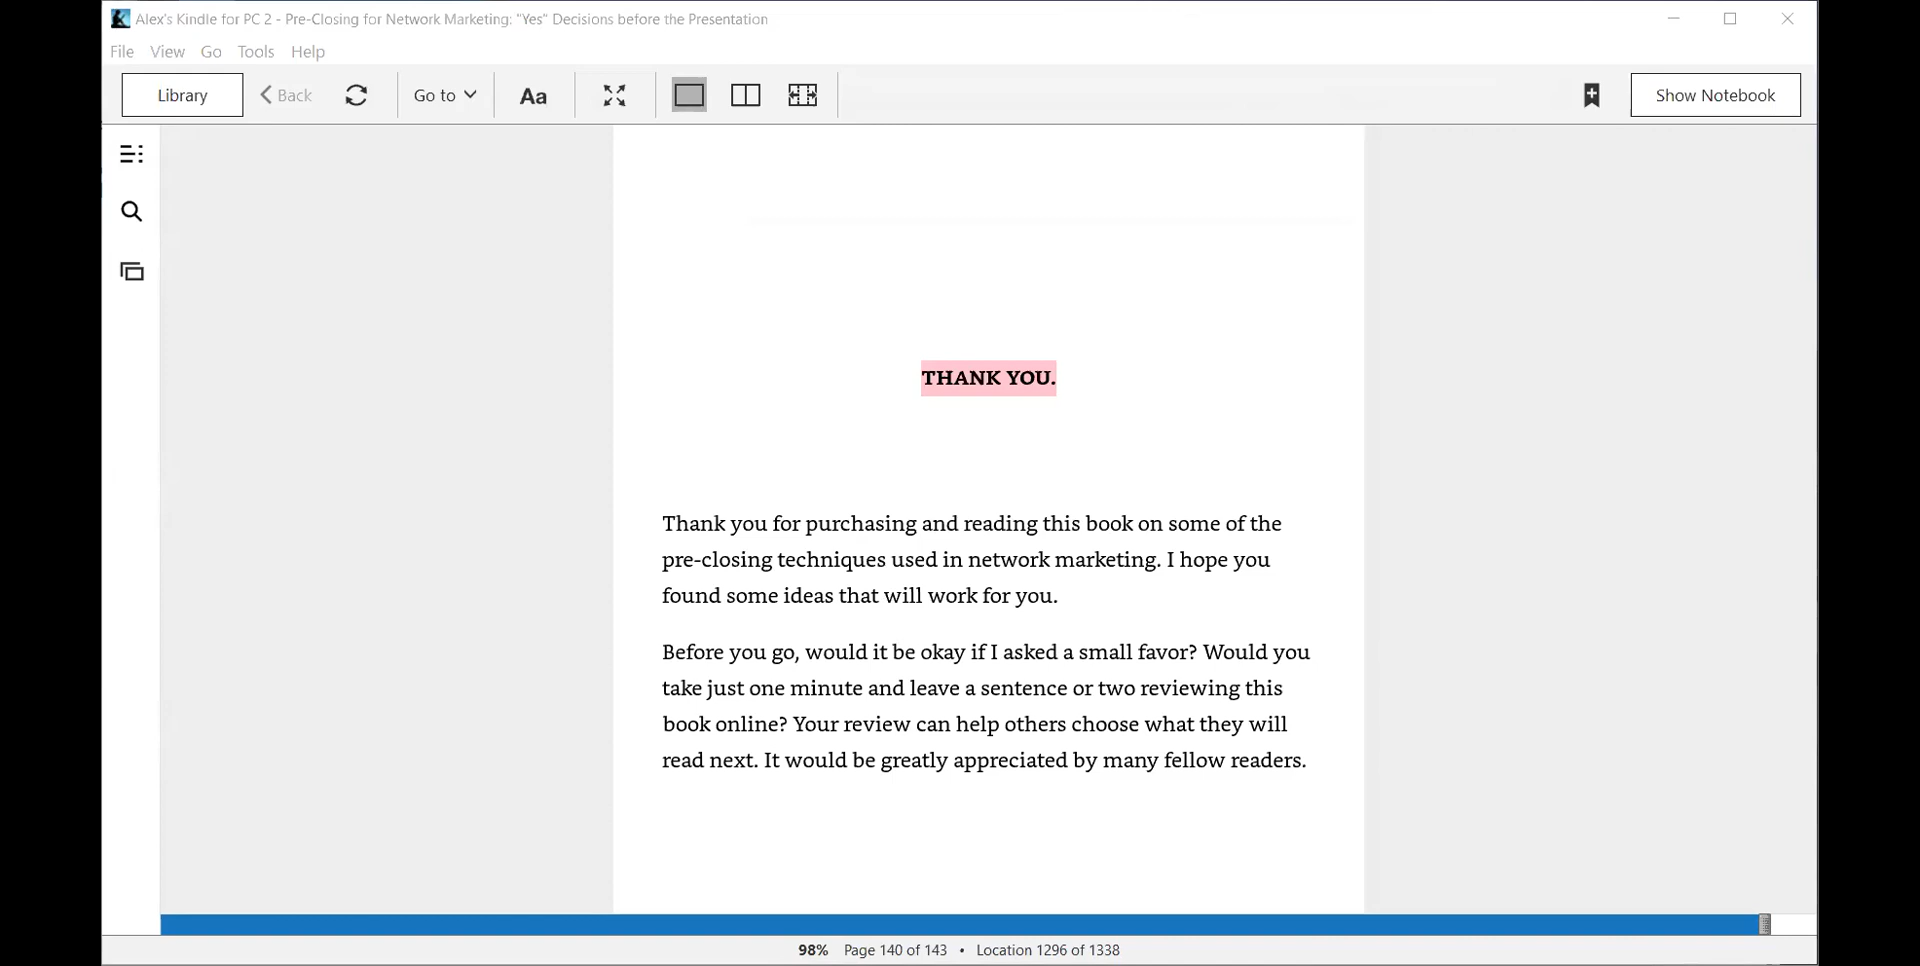 Alex's Kindle for PC 2 - Pre-Closing for Network Marketing: "Yes" Decisions before the Presentation
File View Go Tools Help
Library Back Go to Aa Show Notebook
THANK YOU.
Thank you for purchasing and reading this book on some of the
pre-closing techniques used in network marketing. I hope you
found some ideas that will work for you.
Before you go, would it be okay if I asked a small favor? Would you
take just one minute and leave a sentence or two reviewing this
book online? Your review can help others choose what they will
read next. It would be greatly appreciated by many fellow readers.
98% Page 140 of 143 • Location 1296 of 1338